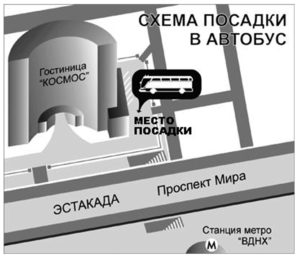 СХЕМА ПОСАДКИ
В АВТОБУС
Гостиница
"КОСМОС"
МЕСТО
ПОСАДКИ
ЭСТАКАДА
Проспект Мира
Станция метро
"ВДНХ"
М